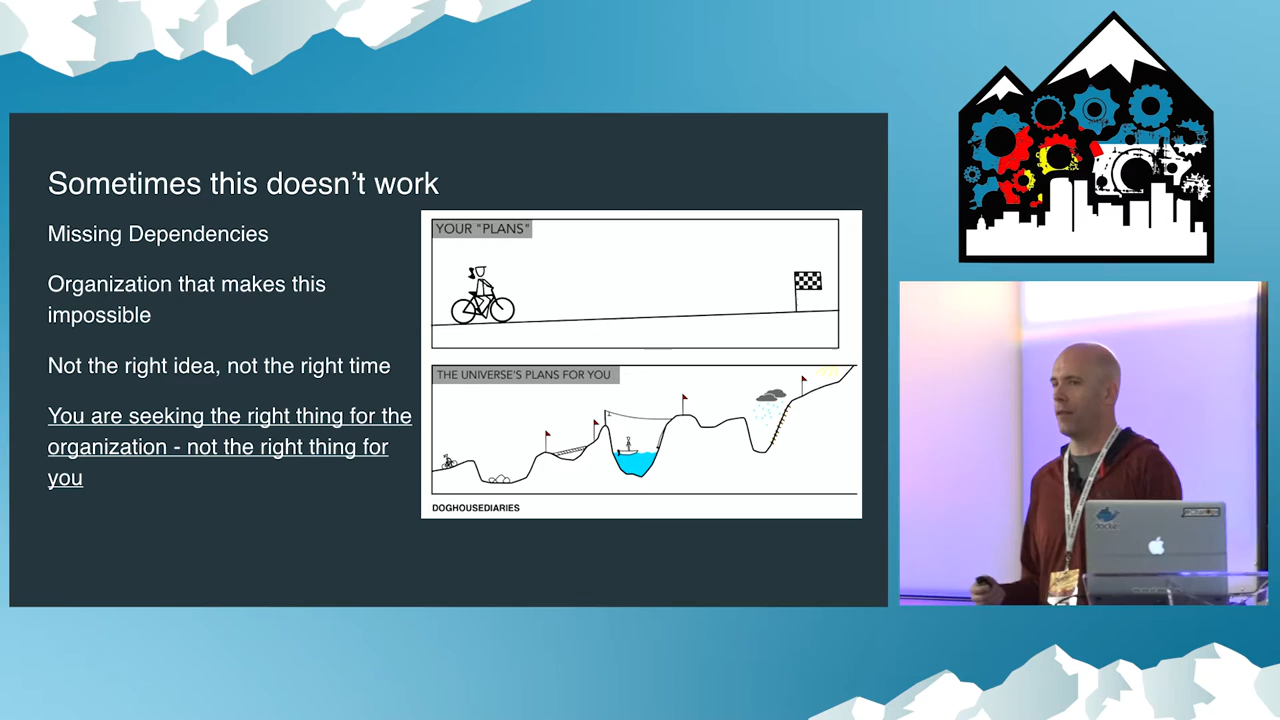 Sometimes this doesn't work
Missing Dependencies
Organization that makes this
impossible
Not the right idea, not the right time
You are seeking the right thing for the
organization - not the right thing for
you
YOUR "PLANS"
THE UNIVERSE'S PLANS FOR YOU
DOGHOUSEDIARIES
docker